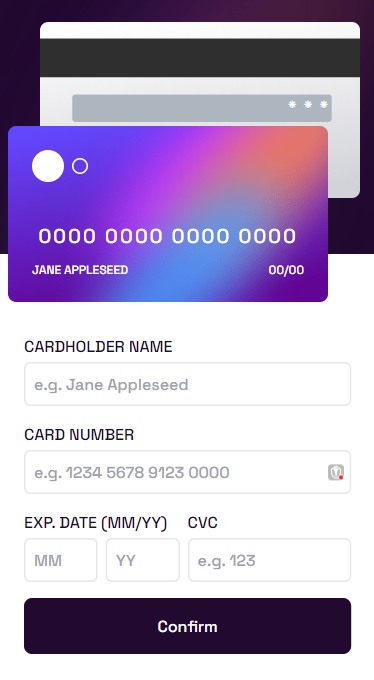 * * *
0000 0000 0000 0000
JANE APPLESEED 00/00
CARDHOLDER NAME
e.g. Jane Appleseed
CARD NUMBER
e.g. 1234 5678 9123 0000
EXP. DATE (MM/YY) CVC
MM YY e.g. 123
Confirm